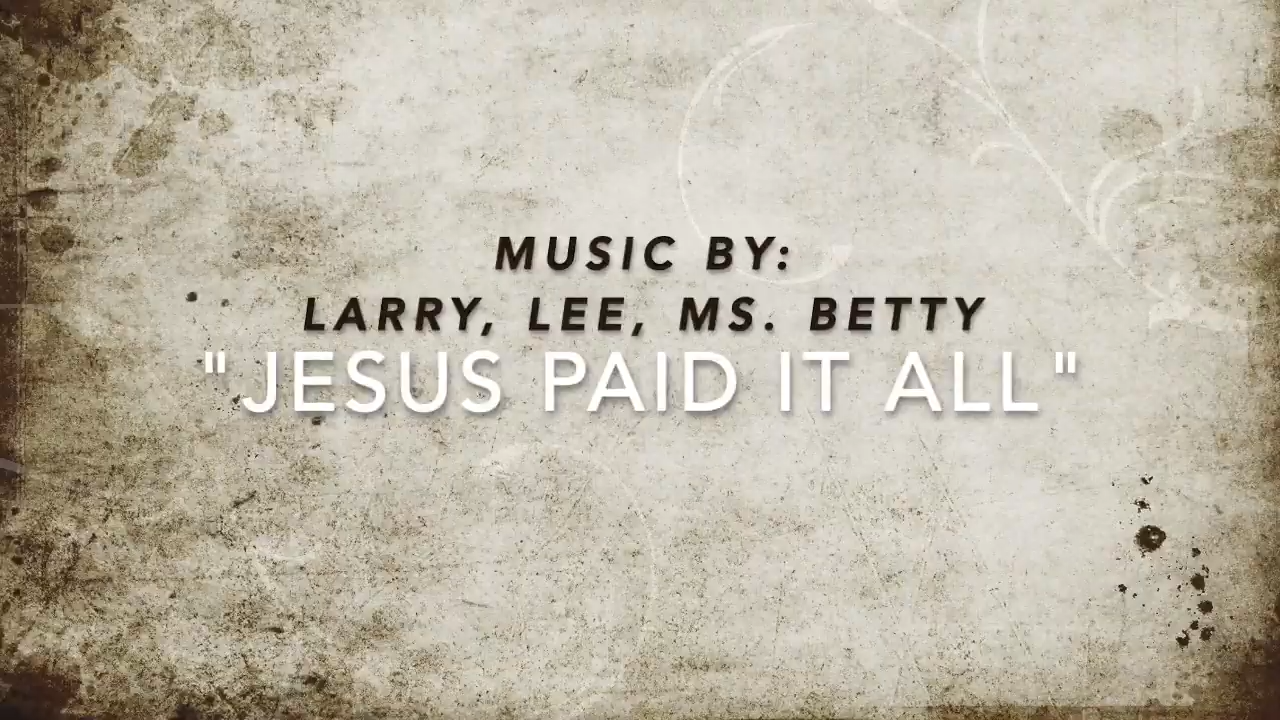 MUSIC BY:
LARRY, LEE, MS. BETTY
"JESUS PAID IT ALL"